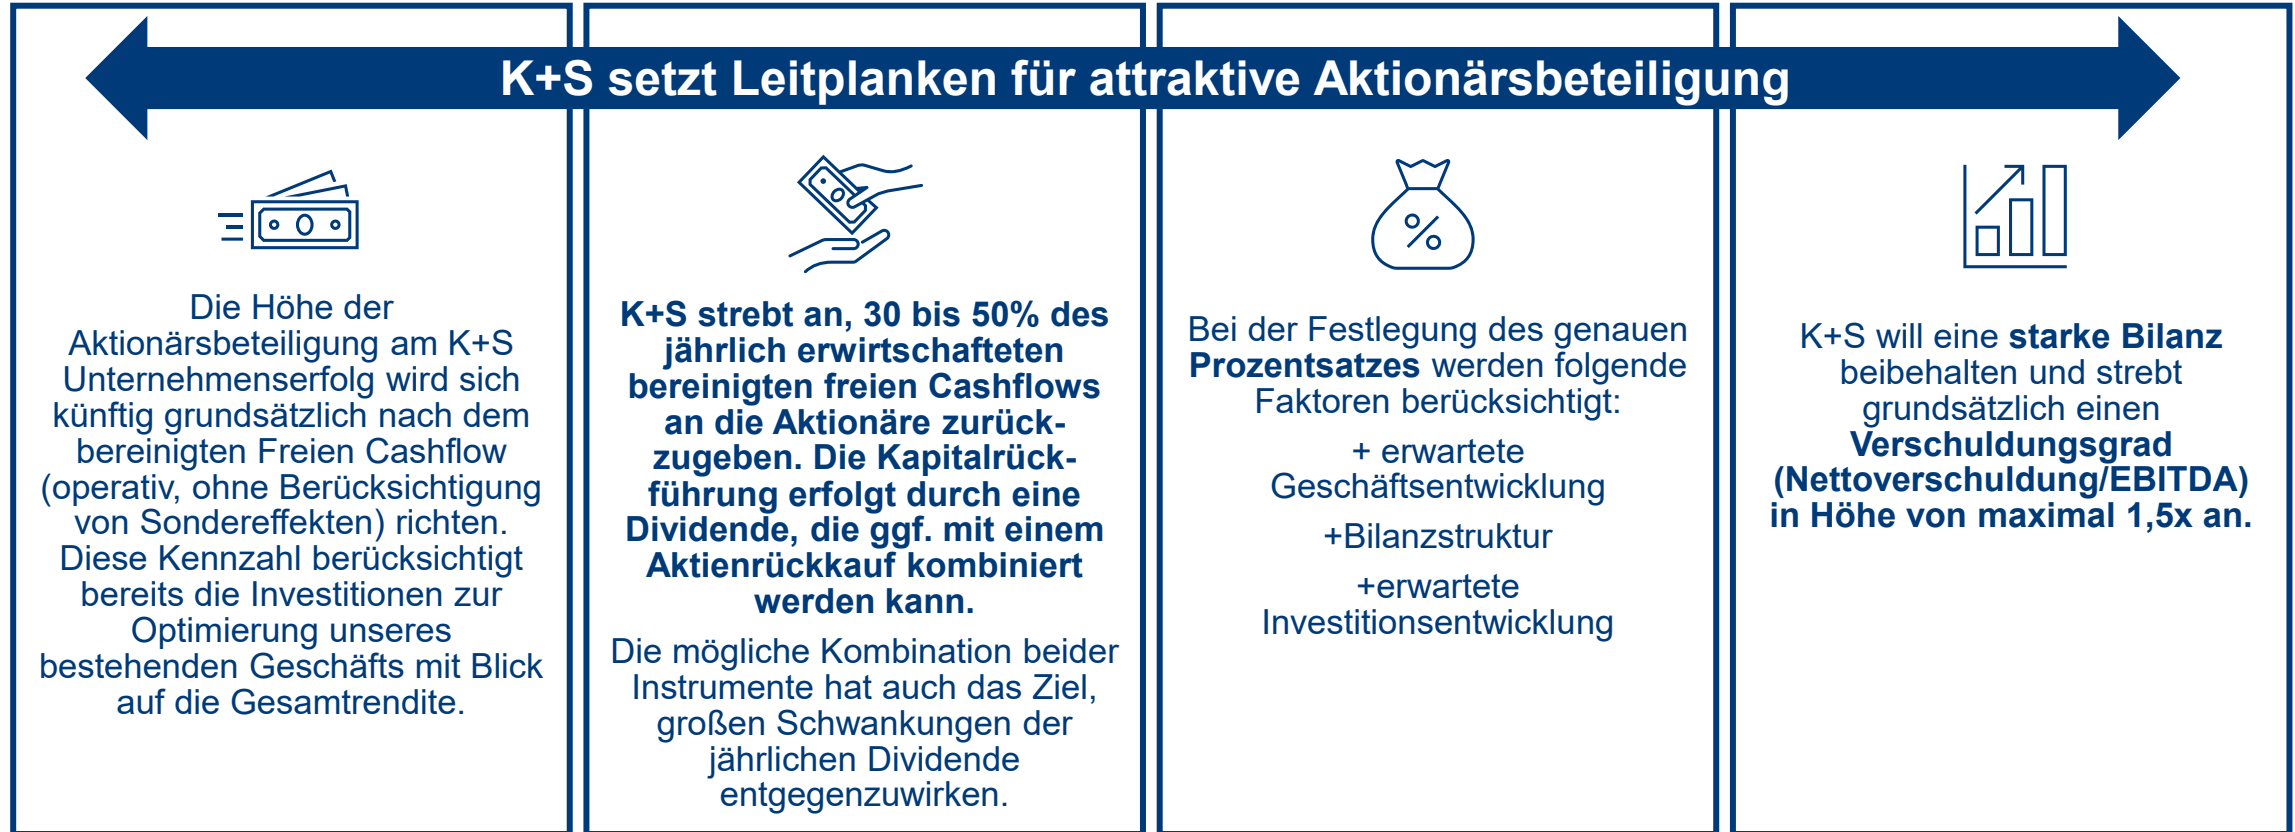 K+S setzt Leitplanken für attraktive Aktionärsbeteiligung
Die Höhe der
Aktionärsbeteiligung am K+S
Unternehmenserfolg wird sich
künftig grundsätzlich nach dem
bereinigten Freien Cashflow
(operativ, ohne Berücksichtigung
von Sondereffekten) richten.
Diese Kennzahl berücksichtigt
bereits die Investitionen zur
Optimierung unseres
bestehenden Geschäfts mit Blick
auf die Gesamtrendite.
K+S strebt an, 30 bis 50% des
jährlich erwirtschafteten
bereinigten freien Cashflows
an die Aktionäre zurück-
zugeben. Die Kapitalrück-
führung erfolgt durch eine
Dividende, die ggf. mit einem
Aktienrückkauf kombiniert
werden kann.
Die mögliche Kombination beider
Instrumente hat auch das Ziel,
großen Schwankungen der
jährlichen Dividende
entgegenzuwirken.
%
Bei der Festlegung des genauen
Prozentsatzes werden folgende
Faktoren berücksichtigt:
+ erwartete
Geschäftsentwicklung
+Bilanzstruktur
+erwartete
Investitionsentwicklung
K+S will eine starke Bilanz
beibehalten und strebt
grundsätzlich einen
Verschuldungsgrad
(Nettoverschuldung/EBITDA)
in Höhe von maximal 1,5x an.